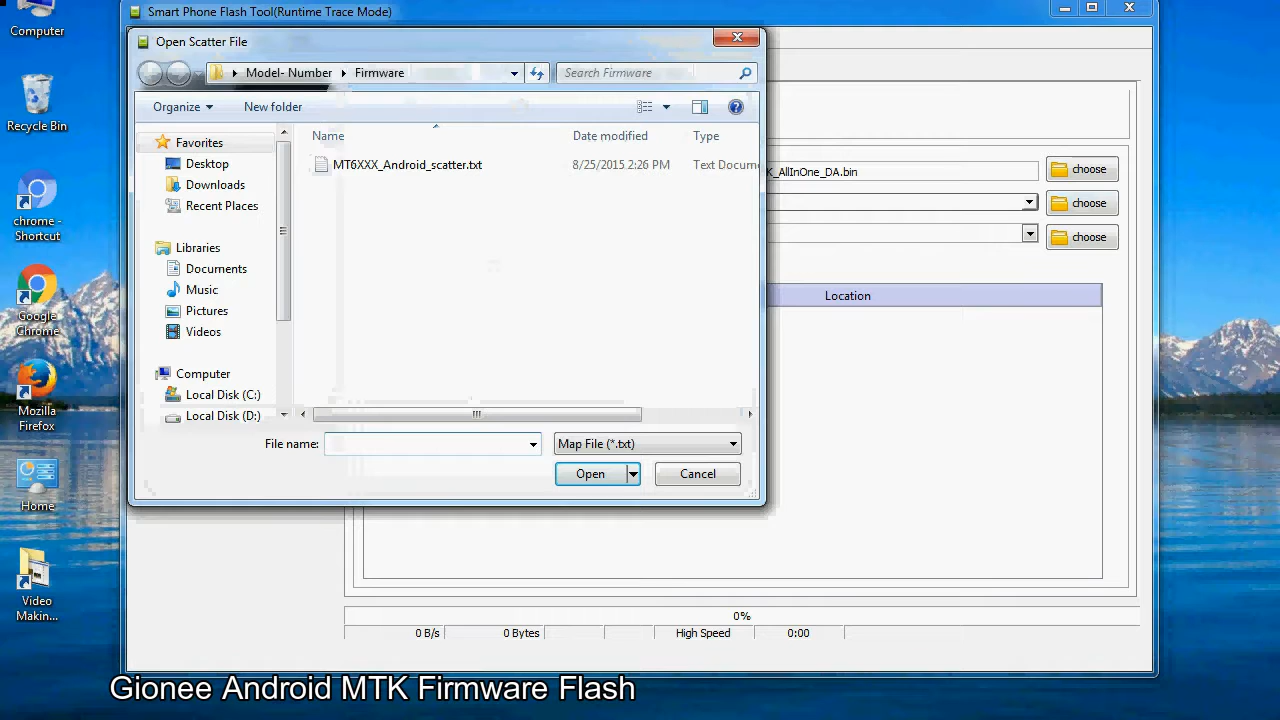 Computer
Recycle Bin
chrome -
Shortcut
Google
Chrome
Mozilla
Firefox
Home
Video
Makin...
Smart Phone Flash Tool(Runtime Trace Mode)
Open Scatter File
Model- Number
Firmware
Search Firmware
Organize
New folder
Favorites
Desktop
Downloads
Recent Places
Libraries
Documents
Music
Pictures
Videos
Computer
Local Disk (C:)
Local Disk (D:)
Name
Date modified
Type
MT6XXX_Android_scatter.txt
8/25/2015 2:26 PM
Text Docum
File name:
Map File (*.txt)
Open
Cancel
K_AllInOne_DA.bin
choose
choose
choose
Location
0%
0 B/s
0 Bytes
High Speed
0:00
Gionee Android MTK Firmware Flash